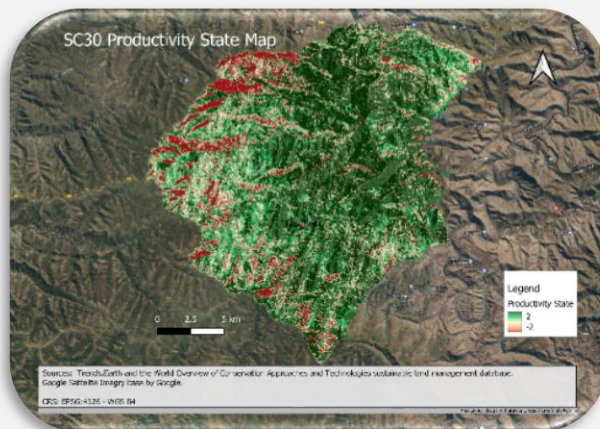 SC30 Productivity State Map
0 2.5 5 km
Legend
Productivity State
2
-2
Sources: Trends.Earth and the World Overview of Conservation Approaches and Technologies sustainable land management database.
Google Satellite Imagry base by Google.
CRS: EPSG:4326 - WGS 84